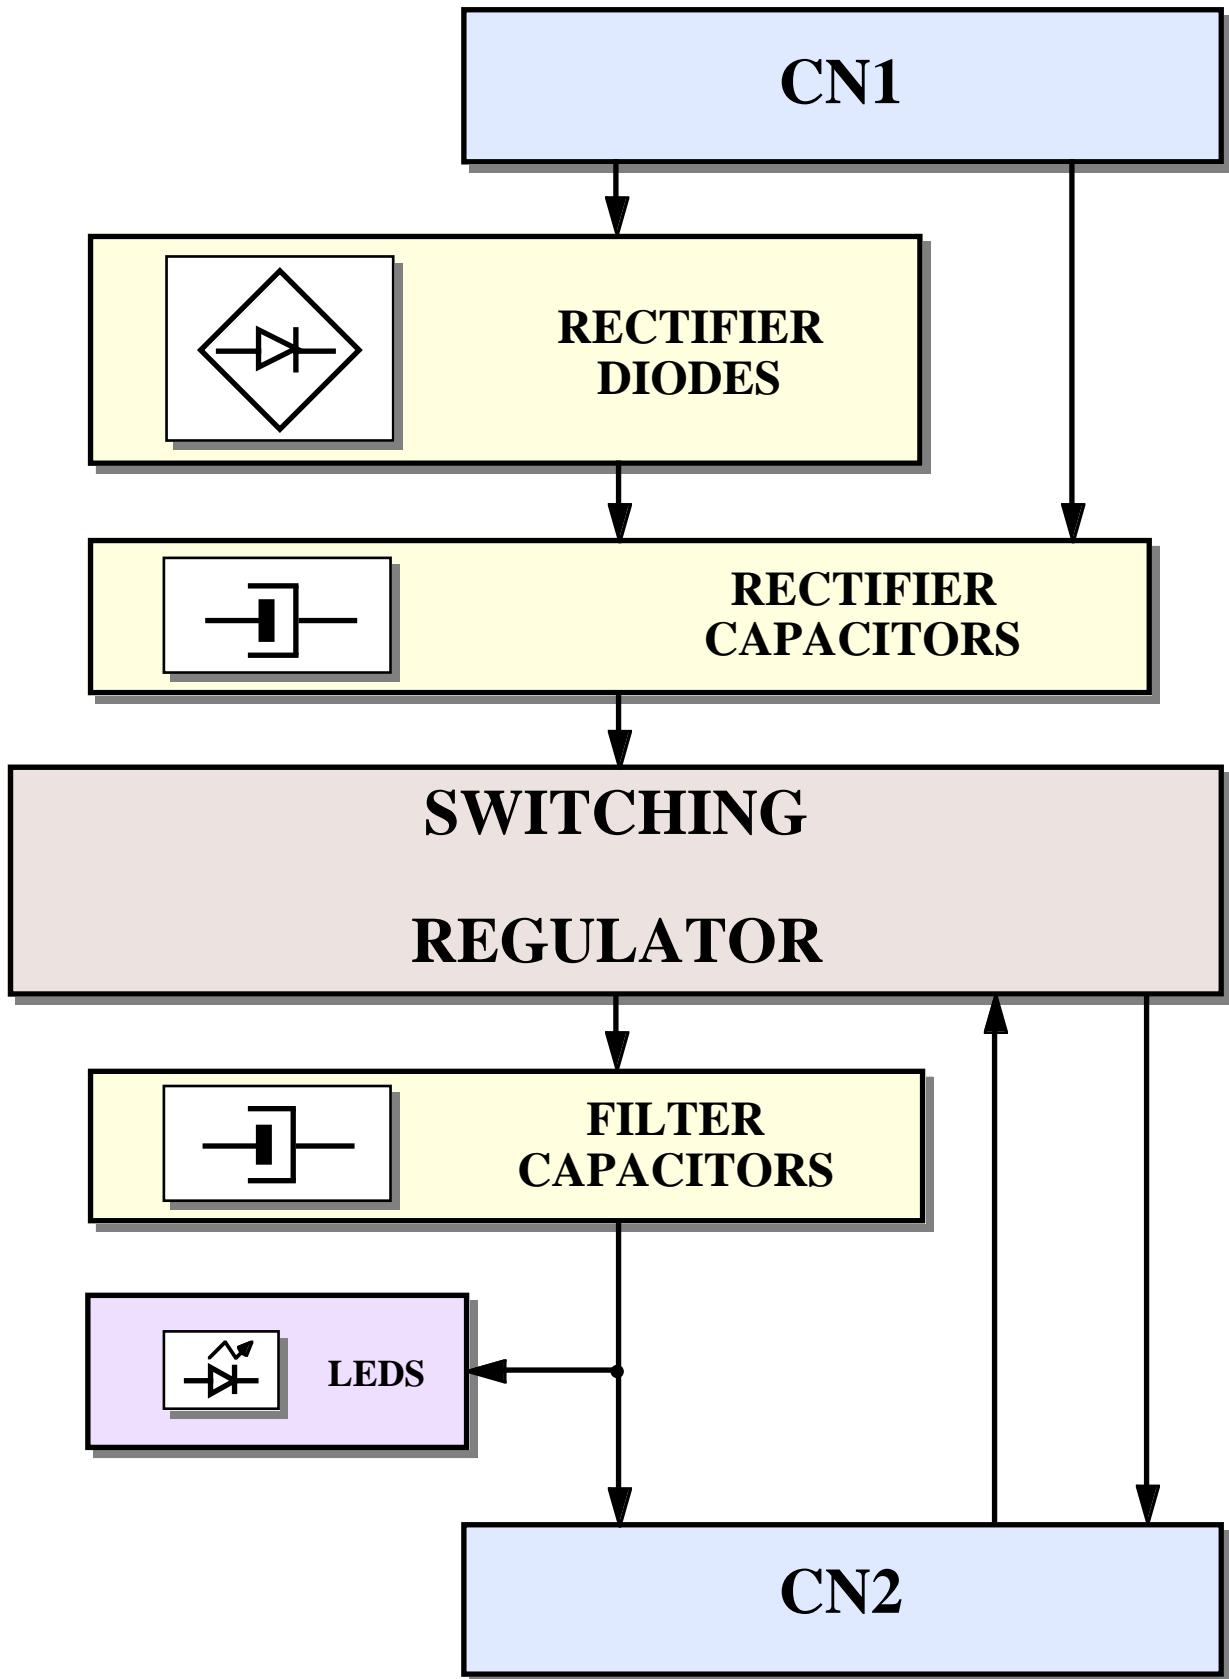 CN1
RECTIFIER
DIODES
RECTIFIER
CAPACITORS
SWITCHING
REGULATOR
FILTER
CAPACITORS
LEDS
CN2